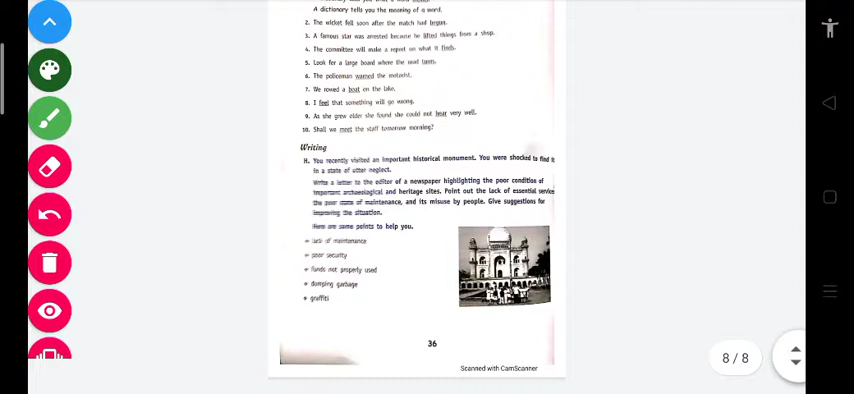 A dictionary tells you the meaning of a word.
2. The wicket fell soon after the match had begun.
3. A famous star was arrested because he lifted things from a shop.
4. The committee will make a report on what it finds.
5. Look for a large board where the road turns.
6. The policeman warned the motorist.
7. We rowed a boat on the lake.
8. I feel that something will go wrong.
9. As she grew older she found she could not hear very well.
10. Shall we meet the staff tomorrow morning?
Writing
H. You recently visited an important historical monument. You were shocked to find it
in a state of utter neglect.
Write a letter to the editor of a newspaper highlighting the poor condition of
important archaeological and heritage sites. Point out the lack of essential service
the poor state of maintenance, and its misuse by people. Give suggestions for
improving the situation.
Here are some points to help you.
lack of maintenance
poor security
funds not properly used
dumping garbage
graffiti
36
8 / 8
Scanned with CamScanner